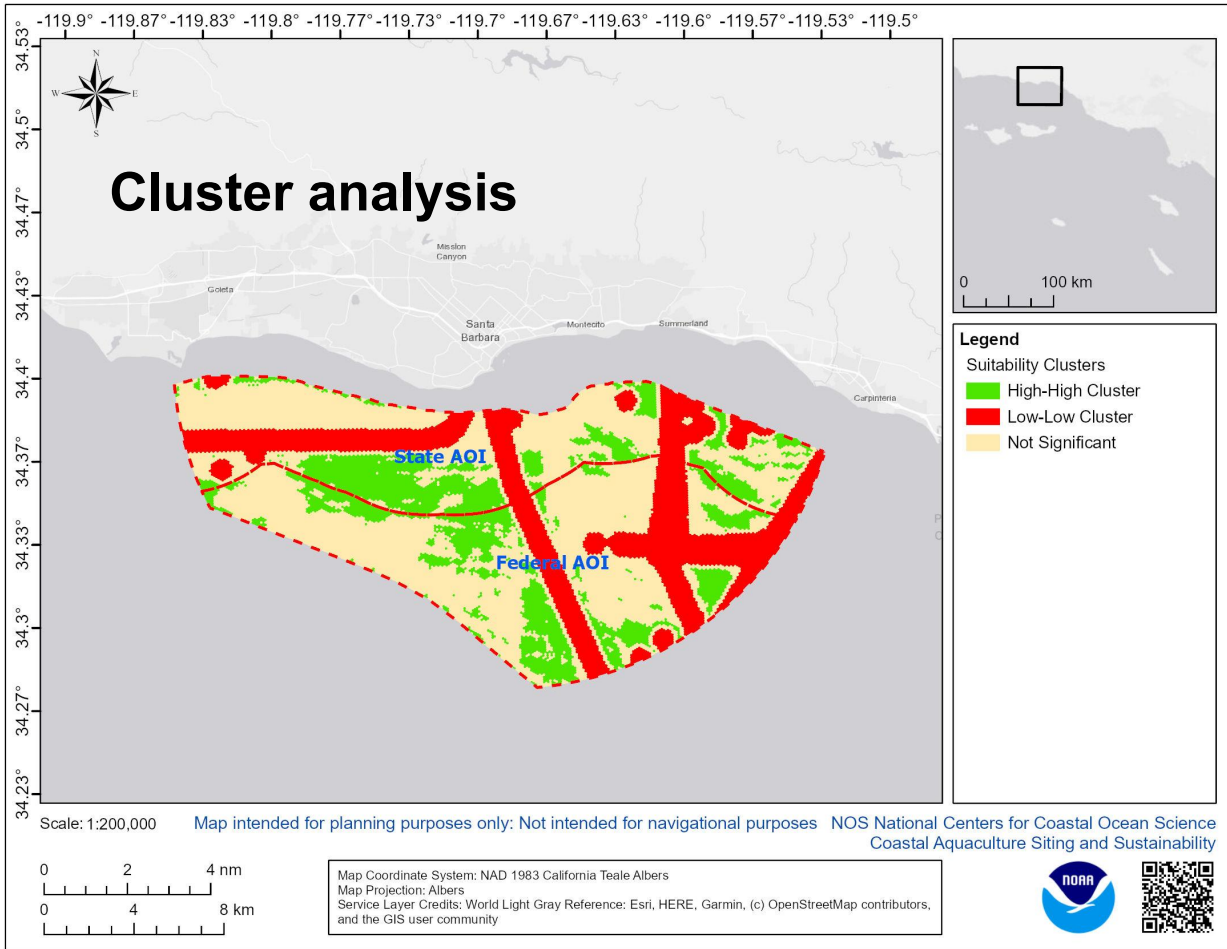 -119.9° -119.87° -119.83° -119.8° -119.77° -119.73° -119.7° -119.67° -119.63° -119.6° -119.57° -119.53° -119.5°
34.53°
34.5°
34.47°
34.43°
34.4°
34.37°
34.33°
34.3°
34.27°
34.23°
N
W E
S
Cluster analysis
Mission
Canyon
Goleta
Santa
Barbara
Montecito
Summerland
Carpinteria
State AOI
Federal AOI
0 100 km
Legend
Suitability Clusters
High-High Cluster
Low-Low Cluster
Not Significant
Scale: 1:200,000
Map intended for planning purposes only: Not intended for navigational purposes
NOS National Centers for Coastal Ocean Science
Coastal Aquaculture Siting and Sustainability
0 2 4 nm
0 4 8 km
Map Coordinate System: NAD 1983 California Teale Albers
Map Projection: Albers
Service Layer Credits: World Light Gray Reference: Esri, HERE, Garmin, (c) OpenStreetMap contributors,
and the GIS user community
NOAA